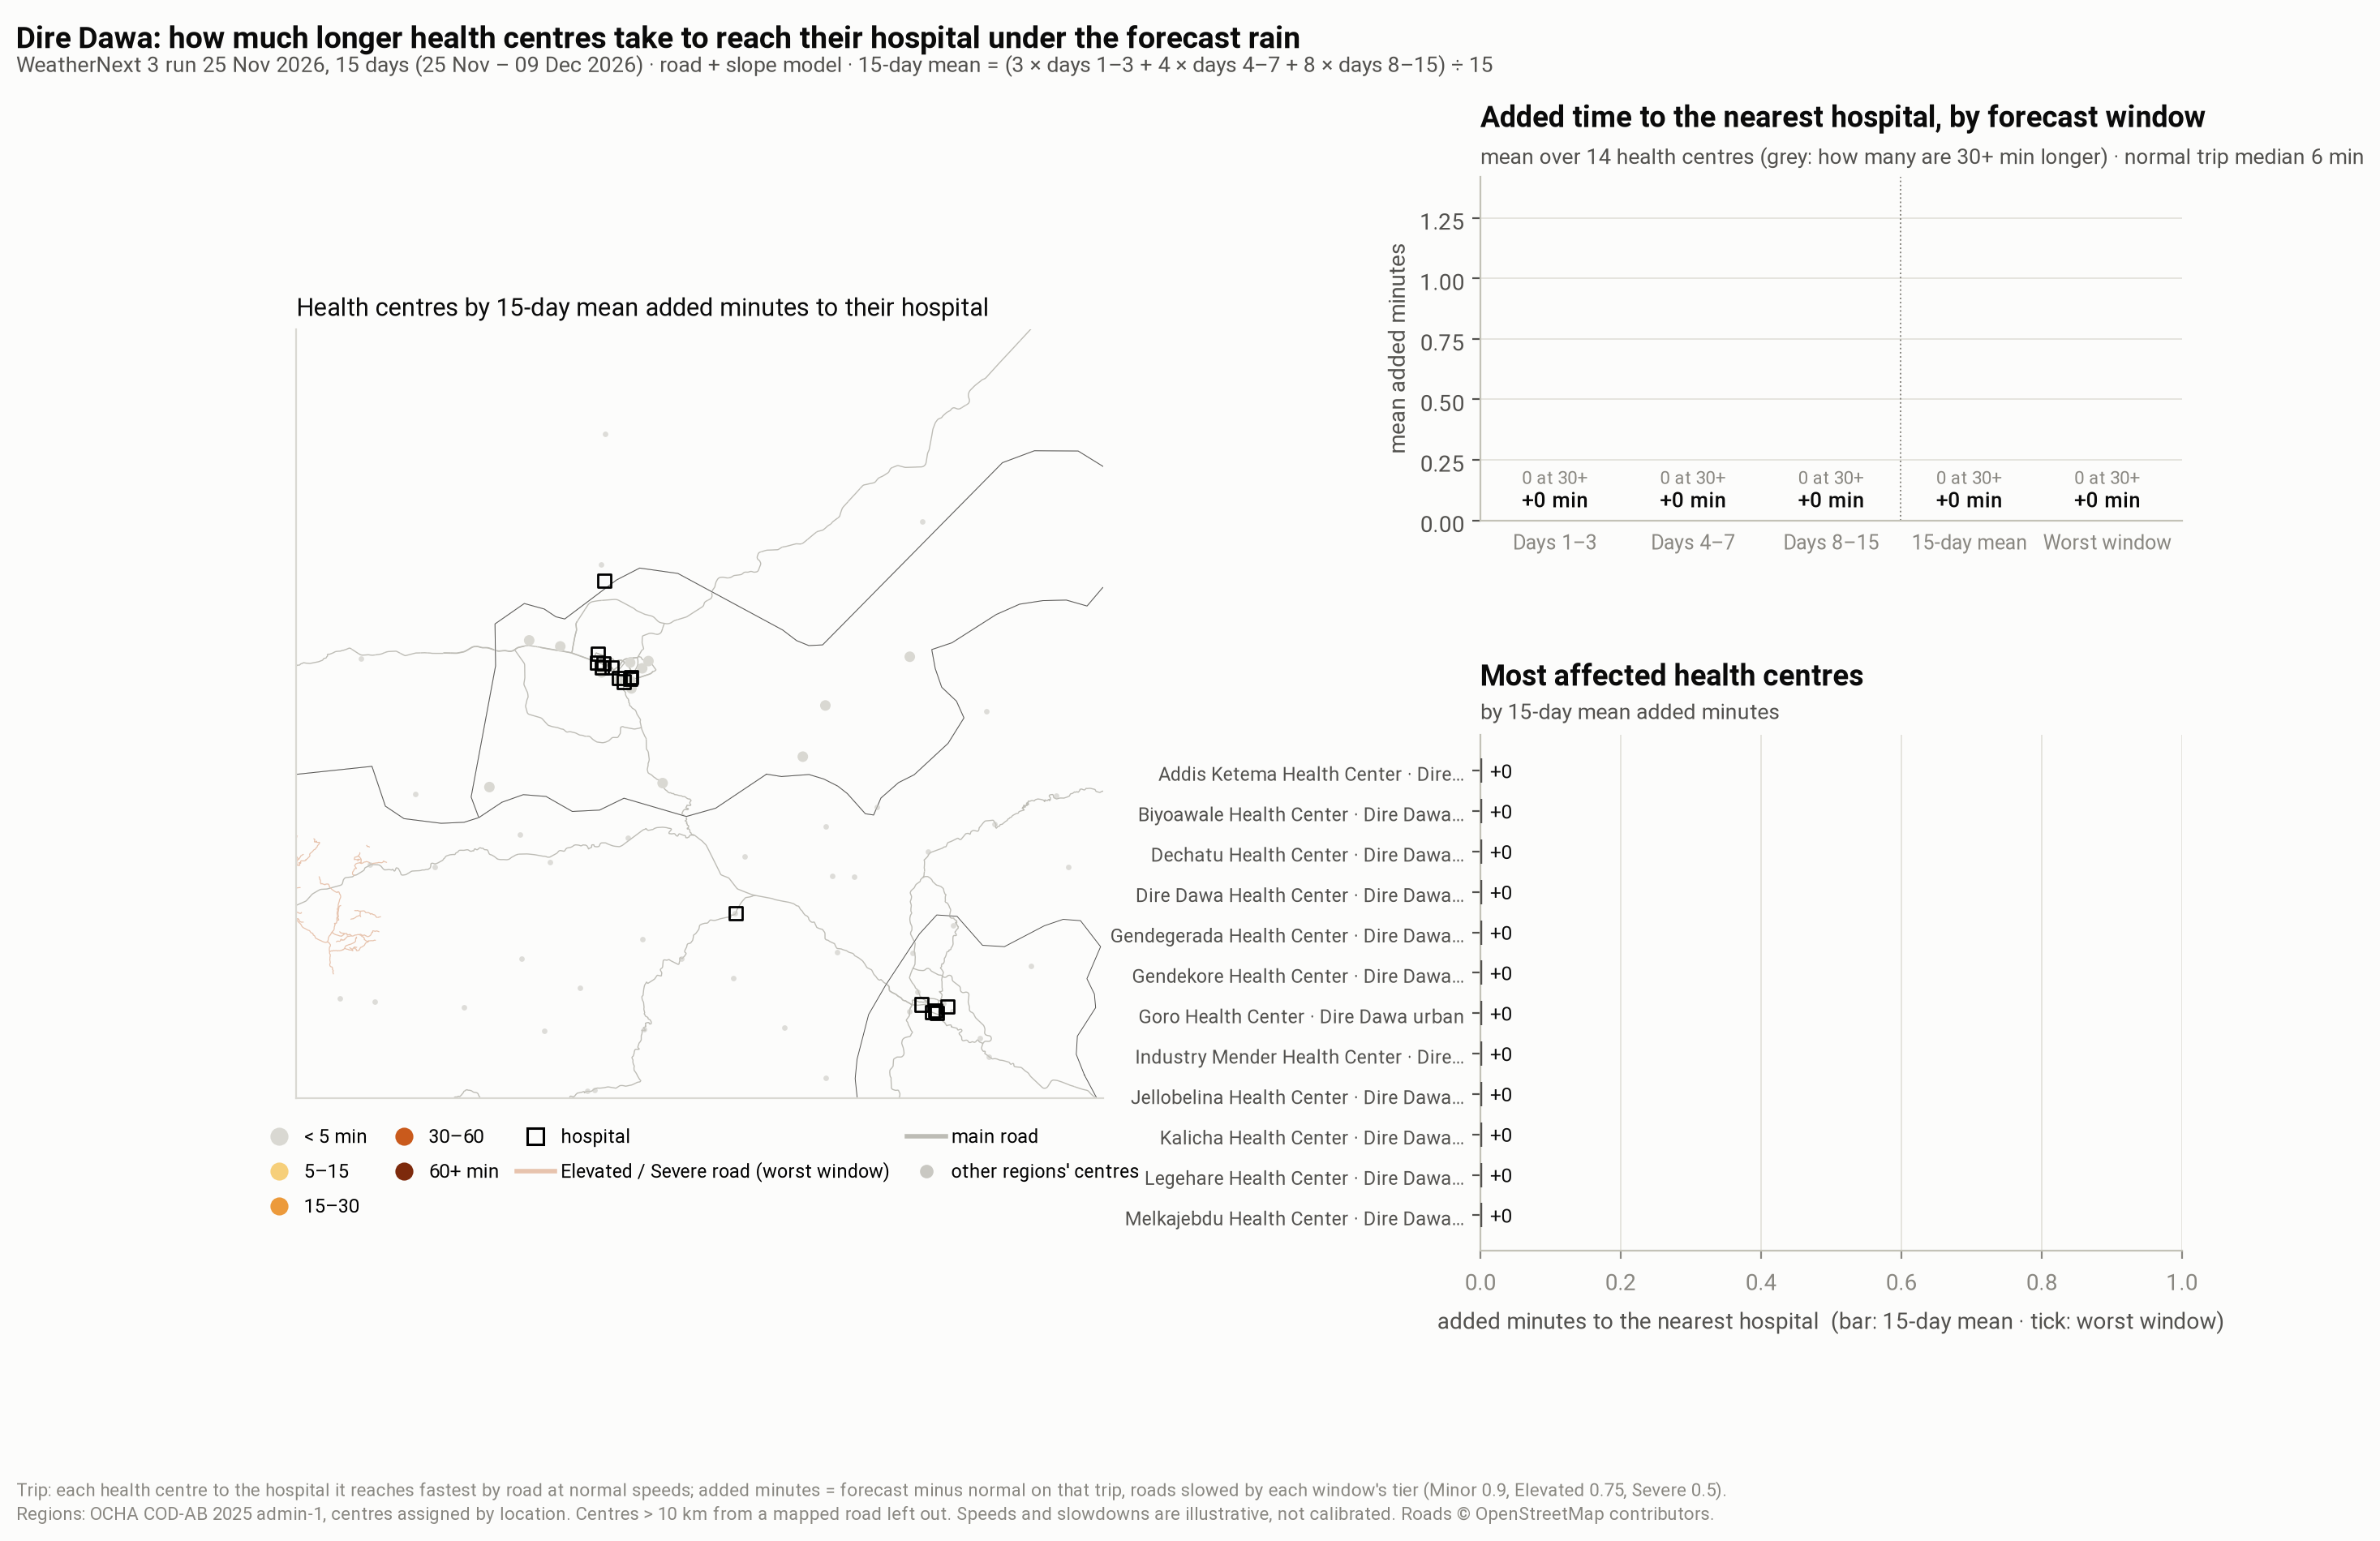 Dire Dawa: how much longer health centres take to reach their hospital under the forecast rain
WeatherNext 3 run 25 Nov 2026, 15 days (25 Nov – 09 Dec 2026) · road + slope model · 15-day mean = (3 × days 1–3 + 4 × days 4–7 + 8 × days 8–15) ÷ 15
Health centres by 15-day mean added minutes to their hospital
< 5 min
5–15
15–30
30–60
60+ min
hospital
Elevated / Severe road (worst window)
main road
other regions' centres
Added time to the nearest hospital, by forecast window
mean over 14 health centres (grey: how many are 30+ min longer) · normal trip median 6 min
mean added minutes
1.25
1.00
0.75
0.50
0.25
0.00
0 at 30+ 0 at 30+ 0 at 30+ 0 at 30+ 0 at 30+
+0 min +0 min +0 min +0 min +0 min
Days 1–3 Days 4–7 Days 8–15 15-day mean Worst window
Most affected health centres
by 15-day mean added minutes
Addis Ketema Health Center · Dire… +0
Biyoawale Health Center · Dire Dawa… +0
Dechatu Health Center · Dire Dawa… +0
Dire Dawa Health Center · Dire Dawa… +0
Gendegerada Health Center · Dire Dawa… +0
Gendekore Health Center · Dire Dawa… +0
Goro Health Center · Dire Dawa urban +0
Industry Mender Health Center · Dire… +0
Jellobelina Health Center · Dire Dawa… +0
Kalicha Health Center · Dire Dawa… +0
Legehare Health Center · Dire Dawa… +0
Melkajebdu Health Center · Dire Dawa… +0
0.0 0.2 0.4 0.6 0.8 1.0
added minutes to the nearest hospital (bar: 15-day mean · tick: worst window)
Trip: each health centre to the hospital it reaches fastest by road at normal speeds; added minutes = forecast minus normal on that trip, roads slowed by each window's tier (Minor 0.9, Elevated 0.75, Severe 0.5).
Regions: OCHA COD-AB 2025 admin-1, centres assigned by location. Centres > 10 km from a mapped road left out. Speeds and slowdowns are illustrative, not calibrated. Roads © OpenStreetMap contributors.